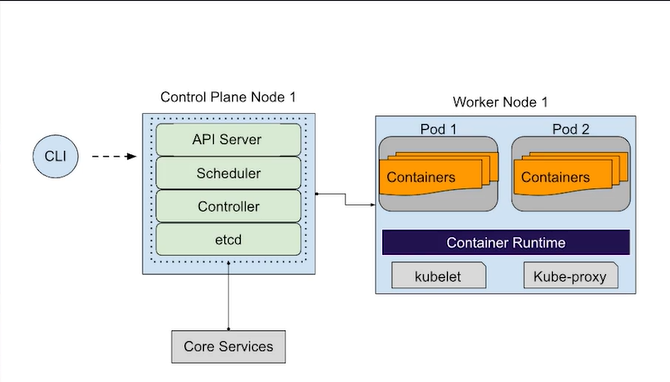 Control Plane Node 1
Worker Node 1
CLI
API Server
Scheduler
Controller
etcd
Pod 1
Pod 2
Containers
Containers
Container Runtime
kubelet
Kube-proxy
Core Services